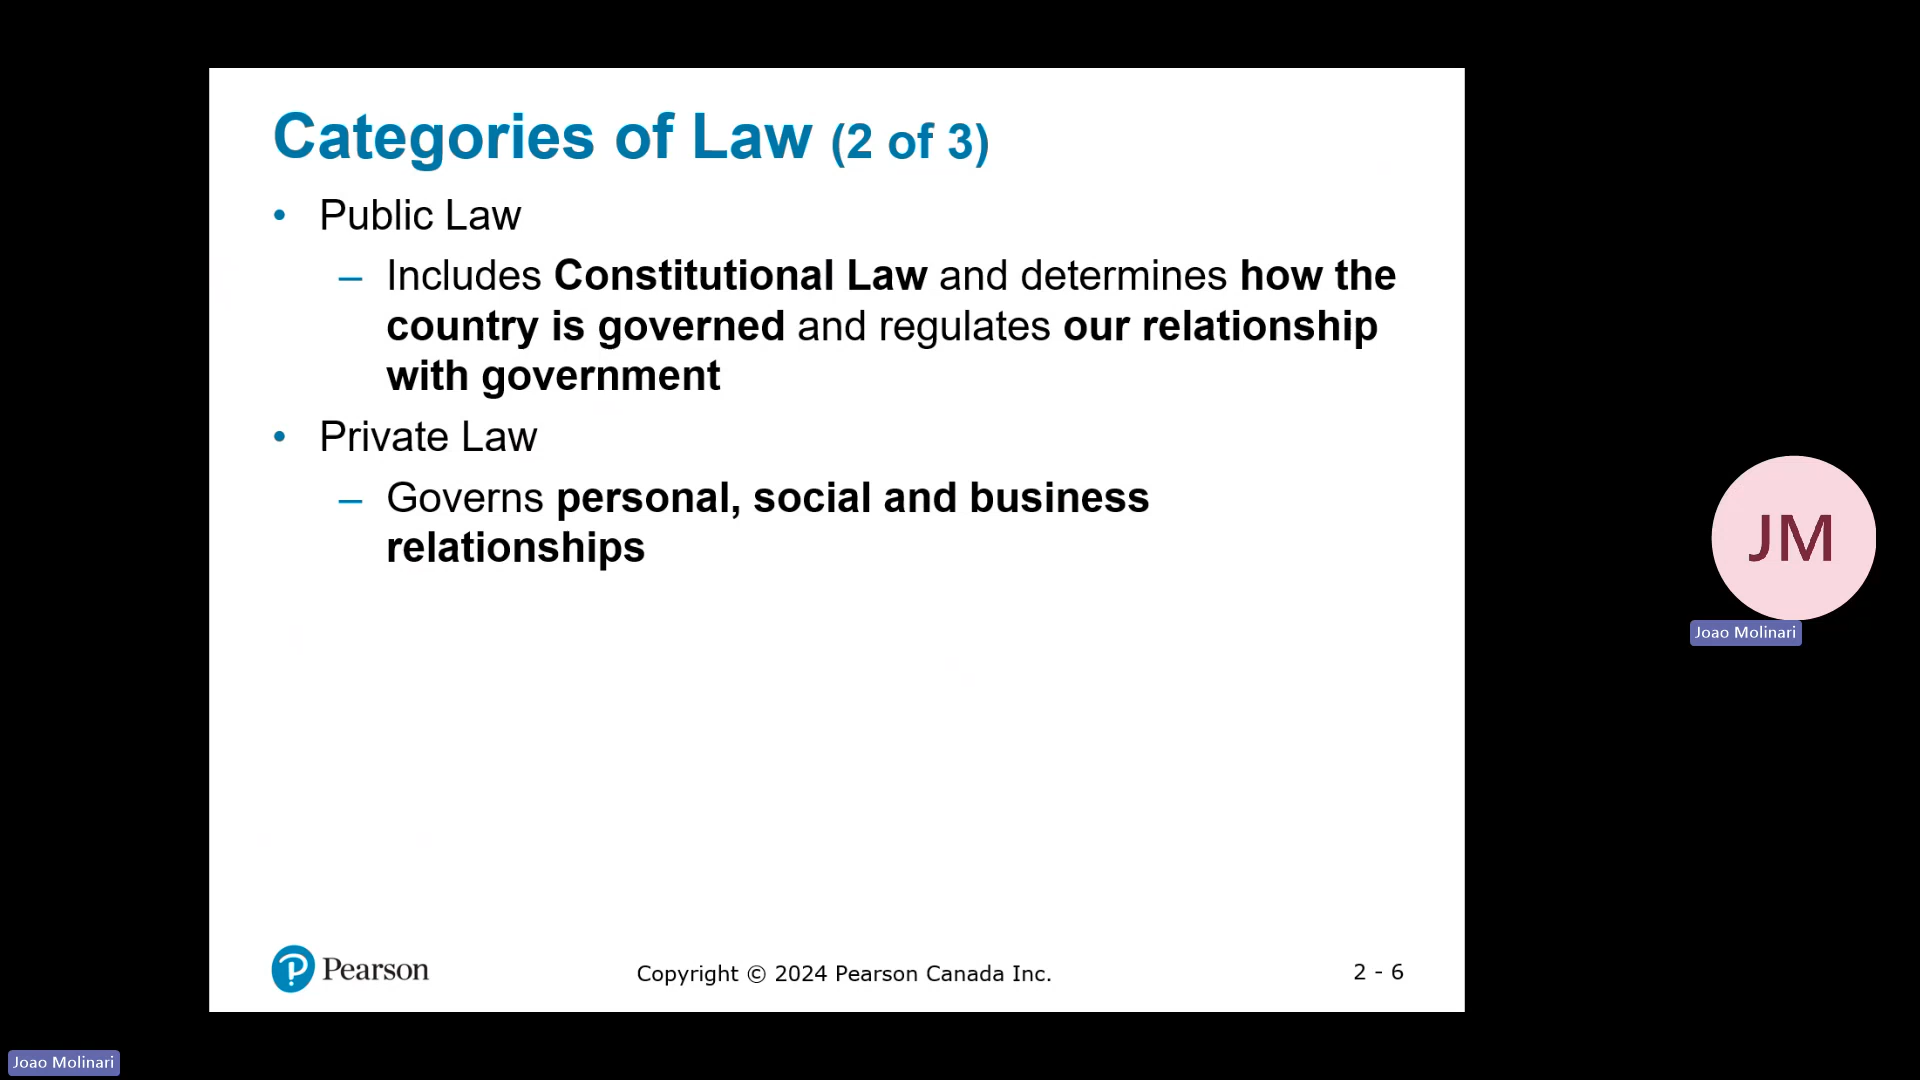 Categories of Law (2 of 3)
• Public Law
– Includes Constitutional Law and determines how the
country is governed and regulates our relationship
with government
• Private Law
– Governs personal, social and business
relationships
JM
Joao Molinari
Pearson
Copyright © 2024 Pearson Canada Inc.
2 - 6
Joao Molinari